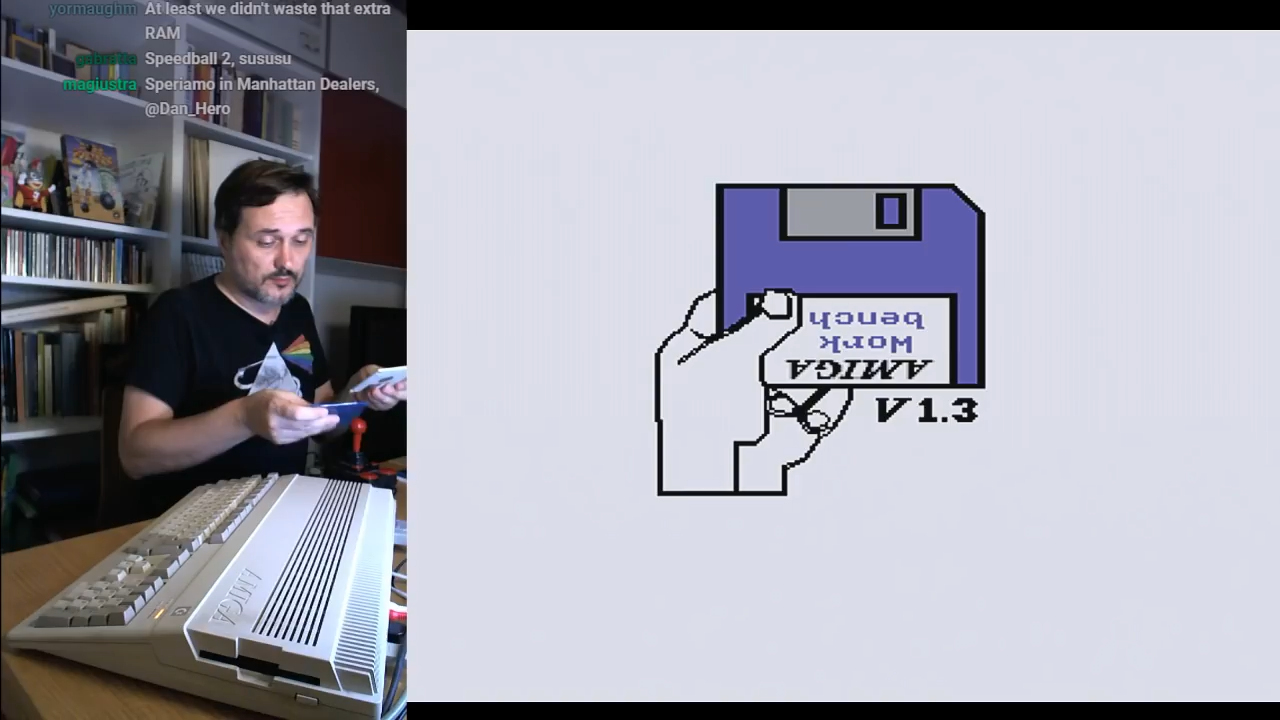 yormaughm At least we didn't waste that extra
RAM
gabratta Speedball 2, sususu
magiustra Speriamo in Manhattan Dealers,
@Dan_Hero
bench
Work
AMIGA
V1.3
AMIGA